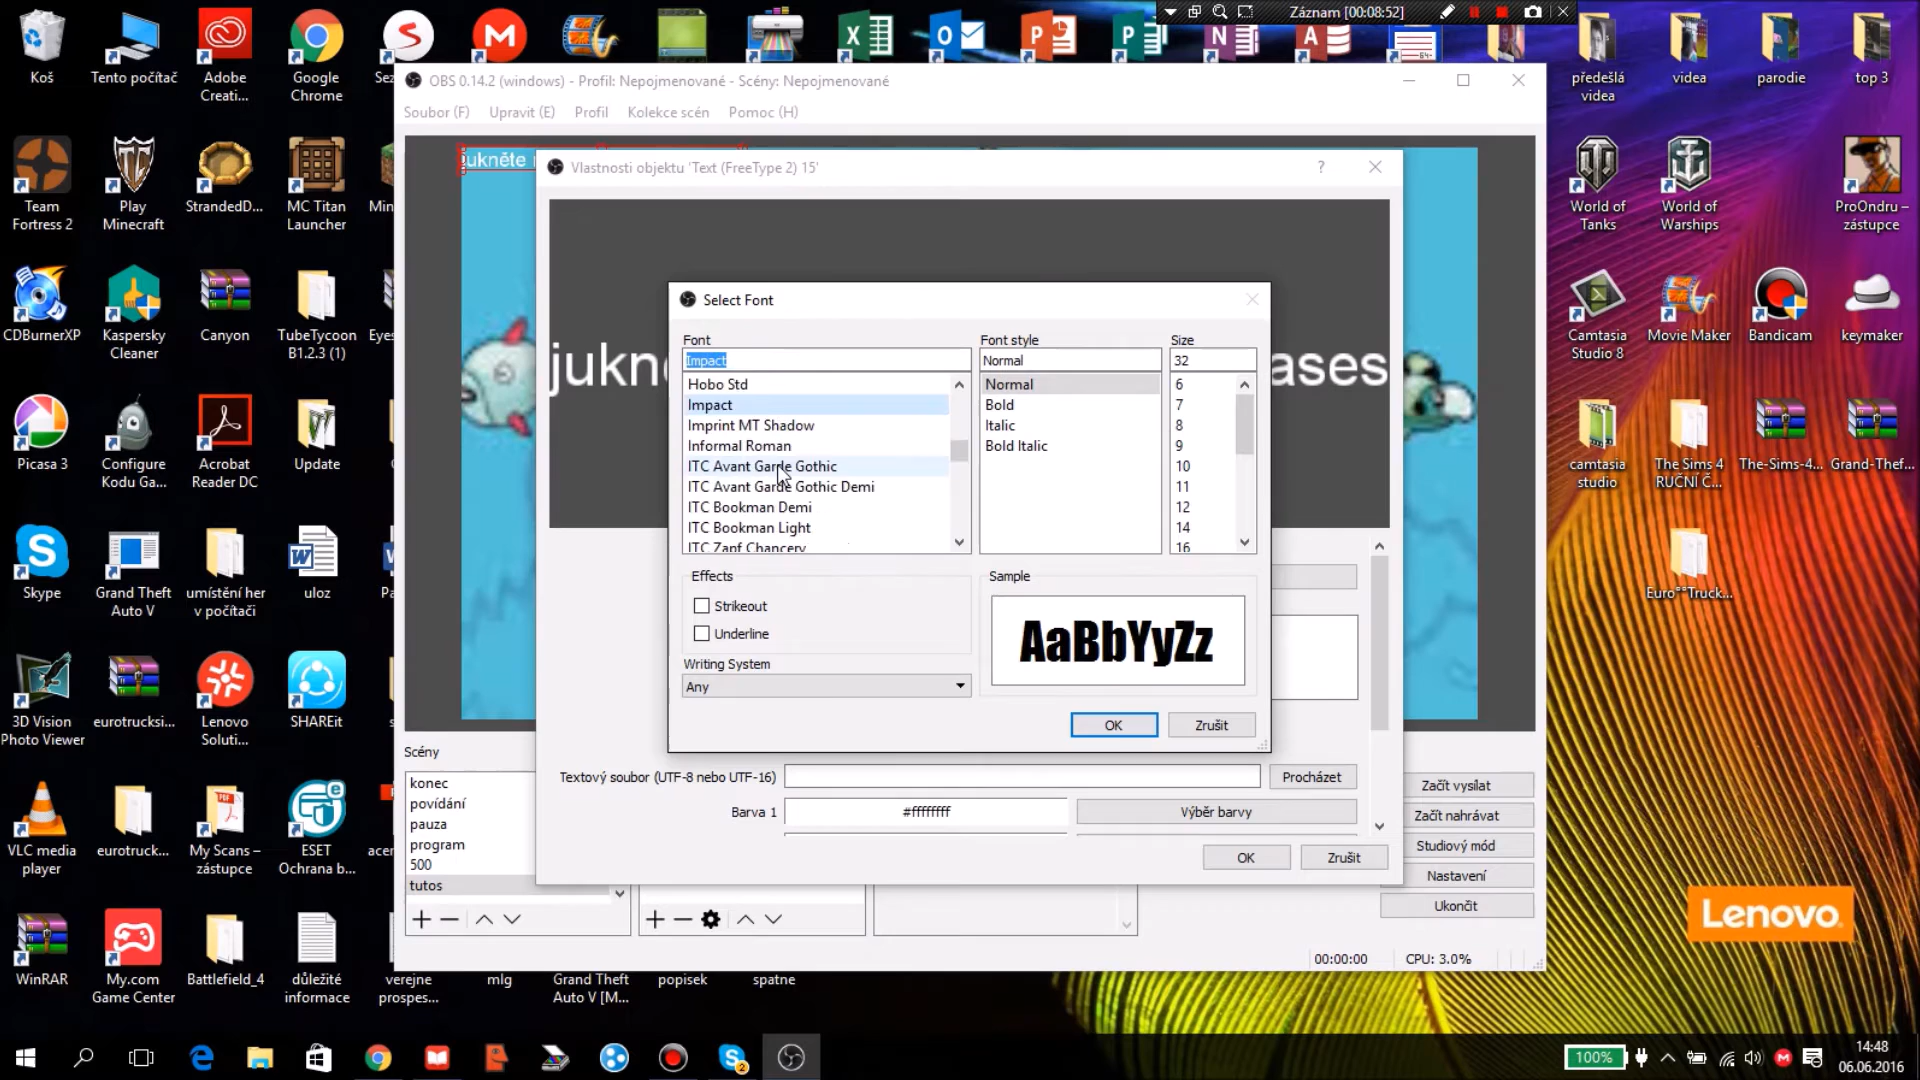 Záznam [00:08:52]
Koš
Tento počítač
Adobe
Creati...
Google
Chrome
předešlá
videa
videa
parodie
top 3
OBS 0.14.2 (windows) - Profil: Nepojmenované - Scény: Nepojmenované
Soubor (F)
Upravit (E)
Profil
Kolekce scén
Pomoc (H)
Vlastnosti objektu 'Text (FreeType 2) 15'
?
Team
Fortress 2
Play
Minecraft
StrandedD...
MC Titan
Launcher
World of
Tanks
World of
Warships
ProOndru –
zástupce
Select Font
Font
Font style
Size
Impact
Normal
32
Hobo Std
Impact
Imprint MT Shadow
Informal Roman
ITC Avant Garde Gothic
ITC Avant Garde Gothic Demi
ITC Bookman Demi
ITC Bookman Light
ITC Zapf Chancery
Normal
Bold
Italic
Bold Italic
6
7
8
9
10
11
12
14
16
ases
CDBurnerXP
Kaspersky
Cleaner
Canyon
TubeTycoon
B1.2.3 (1)
Camtasia
Studio 8
Movie Maker
Bandicam
keymaker
Picasa 3
Configure
Kodu Ga...
Acrobat
Reader DC
Update
camtasia
studio
The Sims 4
RUČNÍ Č...
The-Sims-4...
Grand-Thef...
Effects
Strikeout
Underline
Sample
AaBbYyZz
Writing System
Any
OK
Zrušit
Skype
Grand Theft
Auto V
umístění her
v počítači
uloz
Euro**Truck...
3D Vision
Photo Viewer
eurotrucksi...
Lenovo
Soluti...
SHAREit
Scény
konec
povídání
pauza
program
500
tutos
Textový soubor (UTF-8 nebo UTF-16)
Procházet
Barva 1
#ffffffff
Výběr barvy
OK
Zrušit
Začít vysílat
Začít nahrávat
Studiový mód
Nastavení
Ukončit
VLC media
player
eurotruck...
My Scans –
zástupce
ESET
Ochrana b...
Lenovo
00:00:00
CPU: 3.0%
WinRAR
My.com
Game Center
Battlefield_4
důležité
informace
verejne
prospes...
mlg
Grand Theft
Auto V [M...
popisek
spatne
100%
14:48
06.06.2016